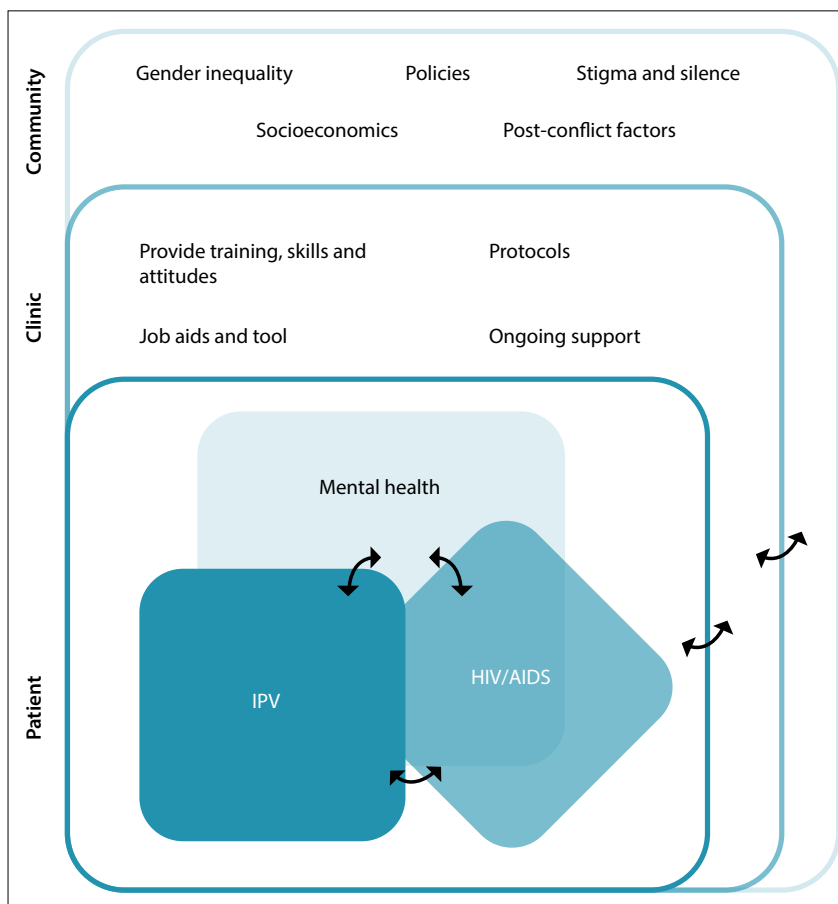 Community
Gender inequality
Policies
Stigma and silence
Socioeconomics
Post-conflict factors
Clinic
Provide training, skills and
attitudes
Protocols
Job aids and tool
Ongoing support
Patient
Mental health
IPV
HIV/AIDS